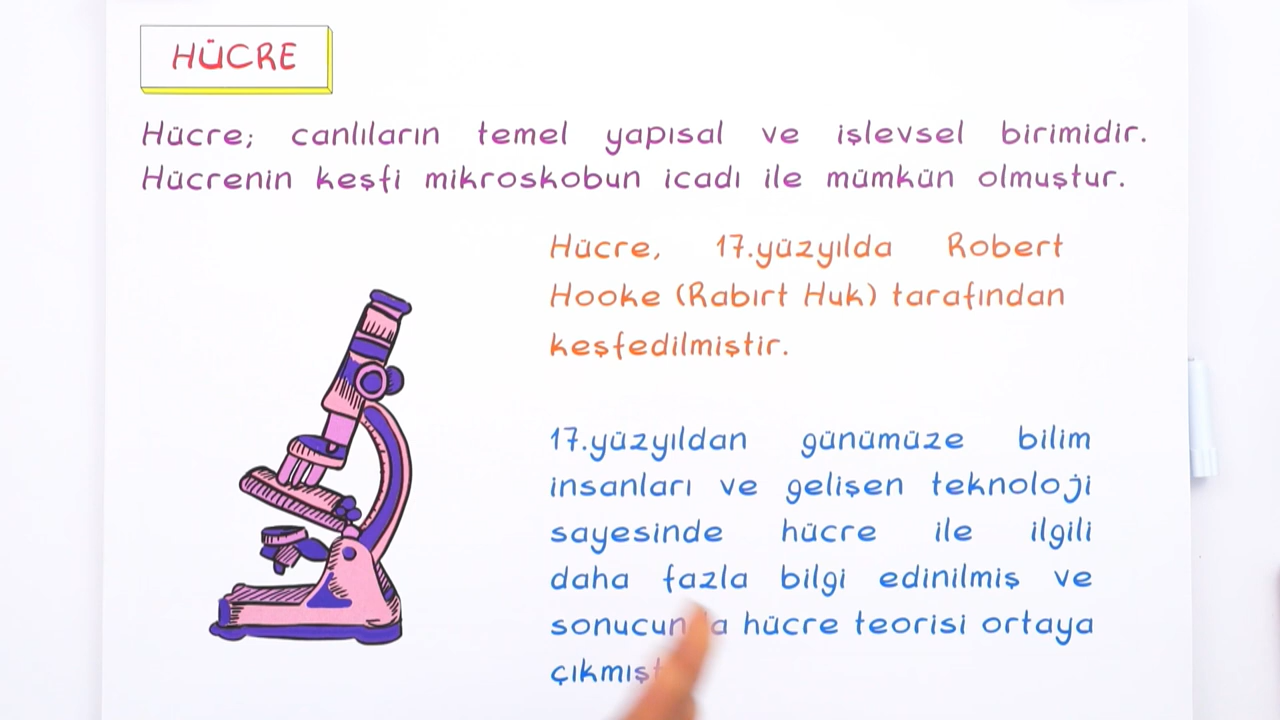 HÜCRE
Hücre; canlıların temel yapısal ve işlevsel birimidir.
Hücrenin keşfi mikroskobun icadı ile mümkün olmuştur.
Hücre, 17.yüzyılda Robert
Hooke (Rabırt Huk) tarafından
keşfedilmiştir.
17.yüzyıldan günümüze bilim
insanları ve gelişen teknoloji
sayesinde hücre ile ilgili
daha fazla bilgi edinilmiş ve
hücre teorisi ortaya